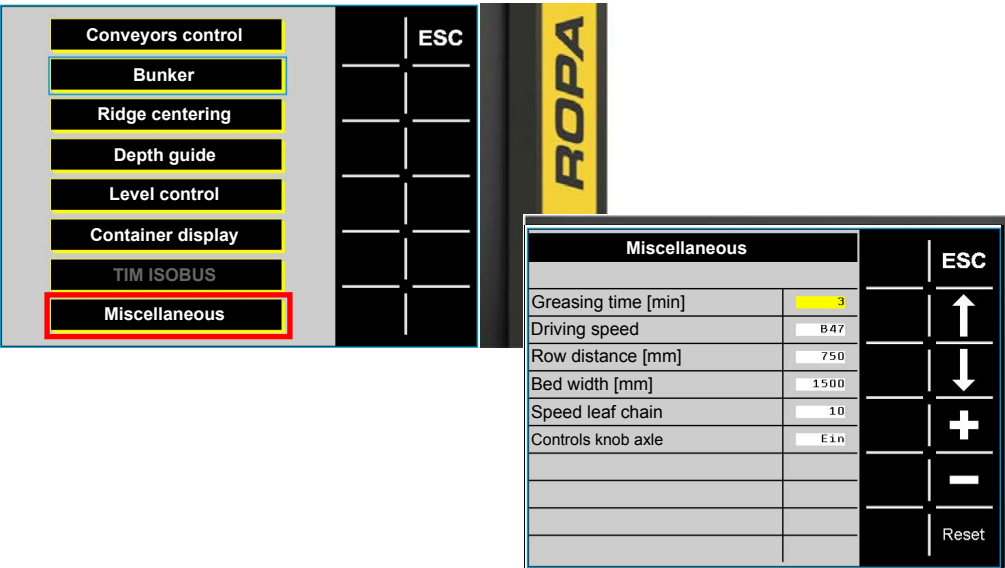 Conveyors control
ESC
Bunker
Ridge centering
Depth guide
Level control
Container display
TIM ISOBUS
Miscellaneous
ROPA
Miscellaneous
ESC
Greasing time [min] 3
Driving speed B47
Row distance [mm] 750
Bed width [mm] 1500
Speed leaf chain 10
Controls knob axle Ein
Reset